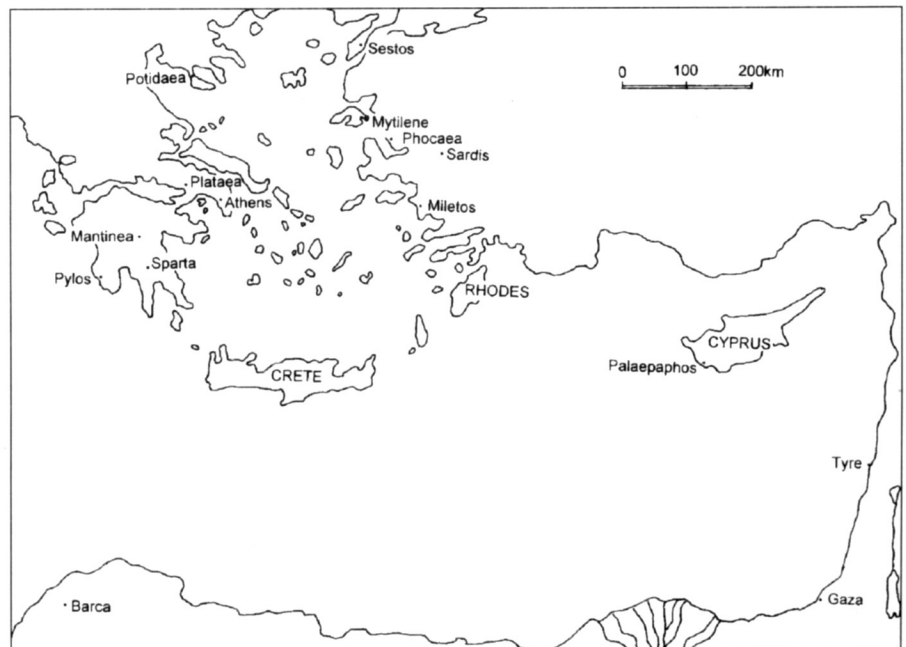 Sestos
Potidaea
0 100 200km
Mytilene
Phocaea
Sardis
Plataea
Athens
Miletos
Mantinea
Sparta
Pylos
RHODES
CYPRUS
Palaepaphos
CRETE
Tyre
Barca
Gaza